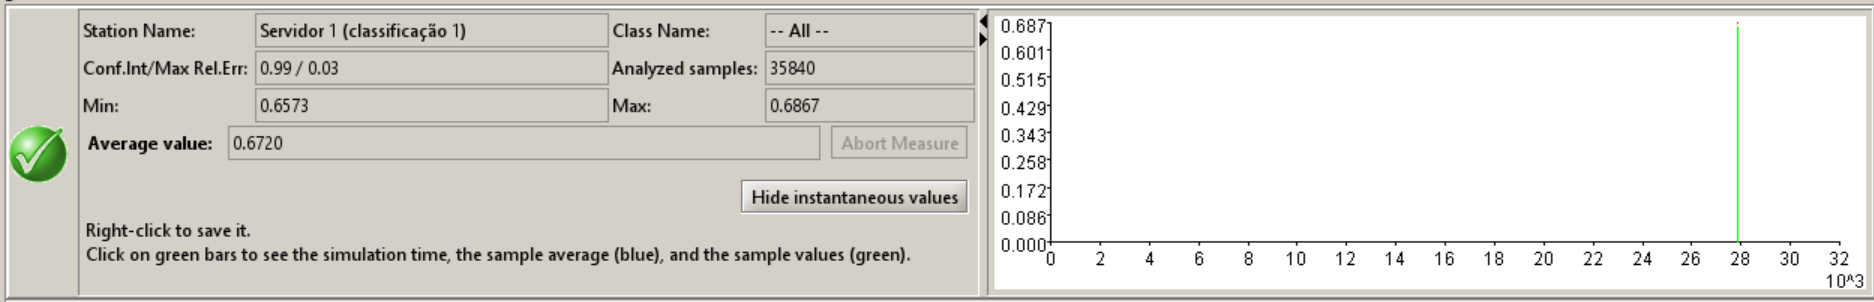 Station Name: Servidor 1 (classificação 1) Class Name: -- All --
Conf.Int/Max Rel.Err: 0.99 / 0.03 Analyzed samples: 35840
Min: 0.6573 Max: 0.6867
Average value: 0.6720 Abort Measure
Hide instantaneous values
Right-click to save it.
Click on green bars to see the simulation time, the sample average (blue), and the sample values (green).
0.687
0.601
0.515
0.429
0.343
0.258
0.172
0.086
0.000
0 2 4 6 8 10 12 14 16 18 20 22 24 26 28 30 32
10^3